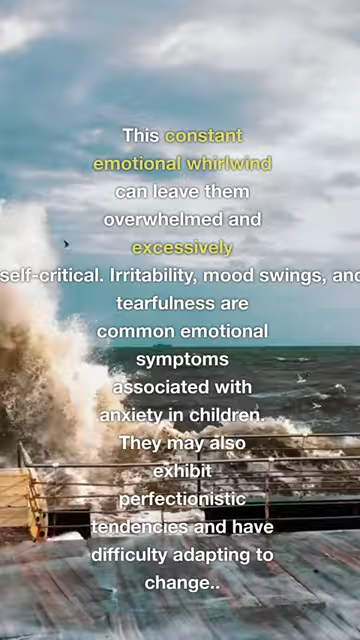 This constant
emotional whirlwind
can leave them
overwhelmed and
excessively
self-critical. Irritability, mood swings, and
tearfulness are
common emotional
symptoms
associated with
anxiety in children.
They may also
exhibit
perfectionistic
tendencies and have
difficulty adapting to
change..